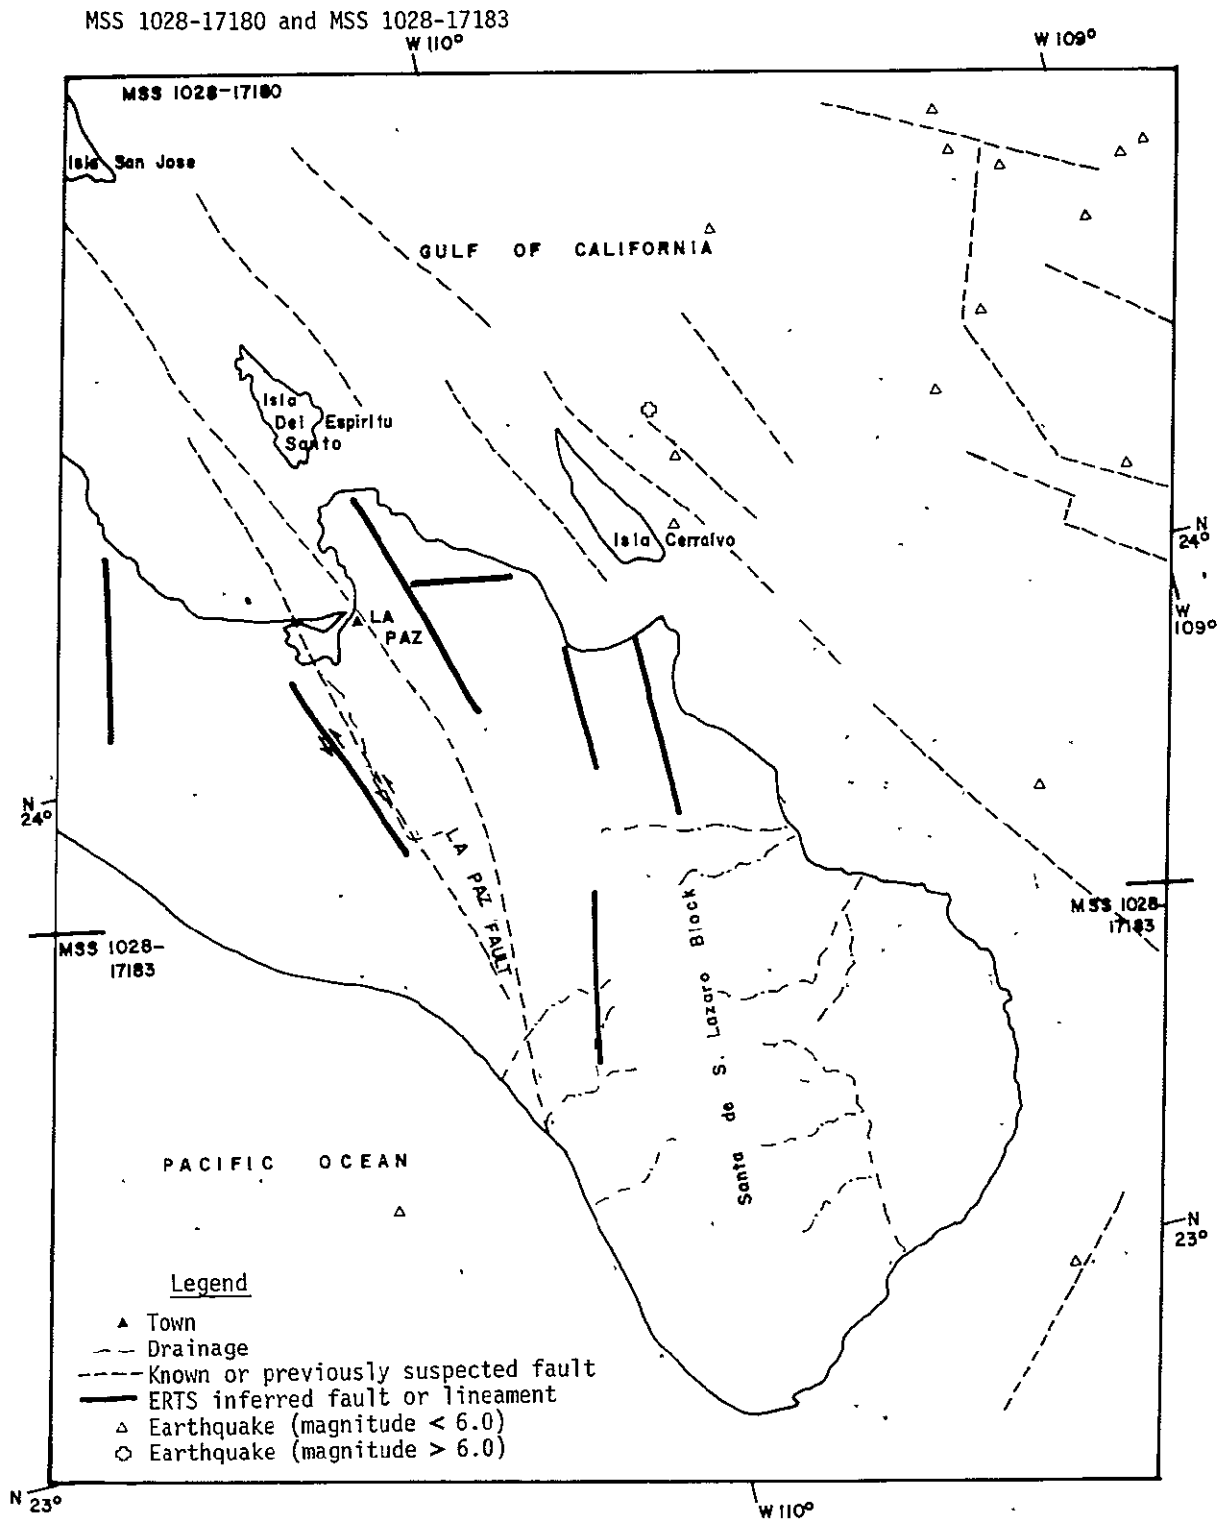 MSS 1028-17180 and MSS 1028-17183
W 110°
W 109°
MSS 1028-17180
Isla San Jose
GULF OF CALIFORNIA
Isla
Del Espiritu
Santo
Isla Cerralvo
N
24°
W
109°
LA
PAZ
N
24°
LA PAZ FAULT
MSS 1028-
17183
MSS 1028-
17183
Santa de S. Lazaro Block
PACIFIC OCEAN
N
23°
Legend
Town
Drainage
Known or previously suspected fault
ERTS inferred fault or lineament
Earthquake (magnitude < 6.0)
Earthquake (magnitude > 6.0)
N
23°
W 110°